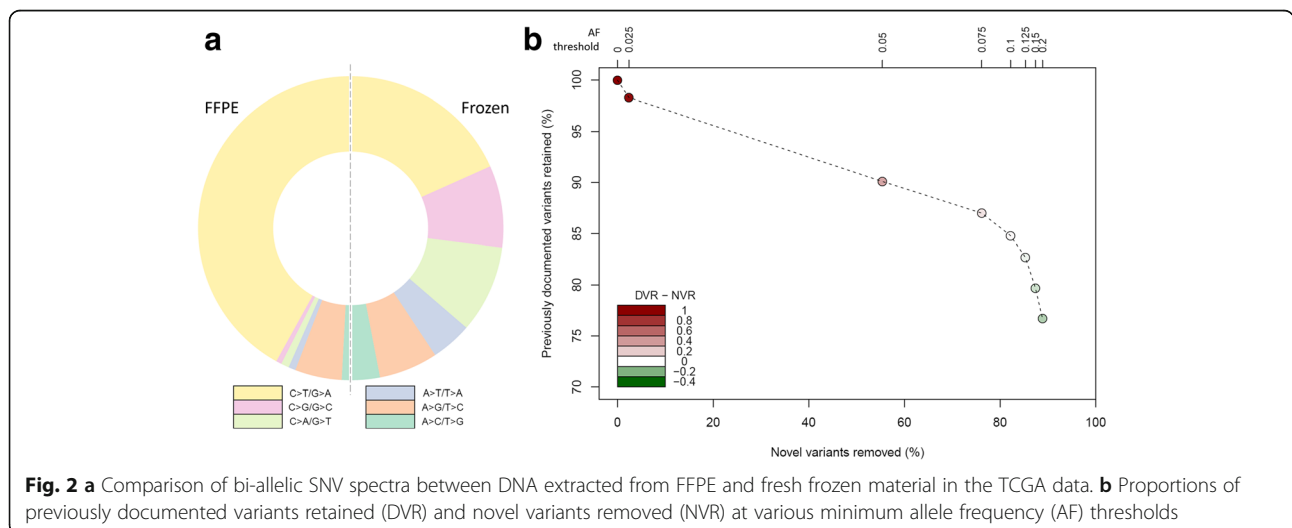 a
FFPE
Frozen
C>T/G>A
C>G/G>C
C>A/G>T
A>T/T>A
A>G/T>C
A>C/T>G
b
AF
threshold
0
0.025
0.05
0.075
0.1
0.125
0.15
0.2
Previously documented variants retained (%)
100
95
90
85
80
75
70
DVR − NVR
1
0.8
0.6
0.4
0.2
0
−0.2
−0.4
0
20
40
60
80
100
Novel variants removed (%)
Fig. 2 a Comparison of bi-allelic SNV spectra between DNA extracted from FFPE and fresh frozen material in the TCGA data. b Proportions of
previously documented variants retained (DVR) and novel variants removed (NVR) at various minimum allele frequency (AF) thresholds